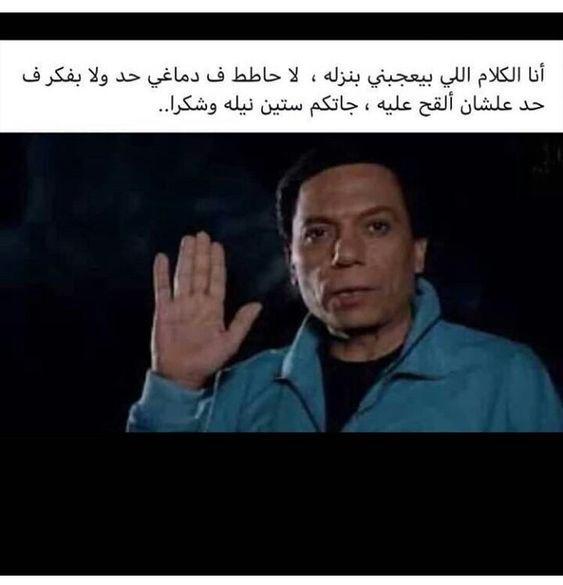 أنا الكلام اللي بيعجبني بنزله ، لا حاطط ف دماغي حد ولا بفكر ف
حد علشان ألقح عليه ، جاتكم ستين نيله وشكرا..